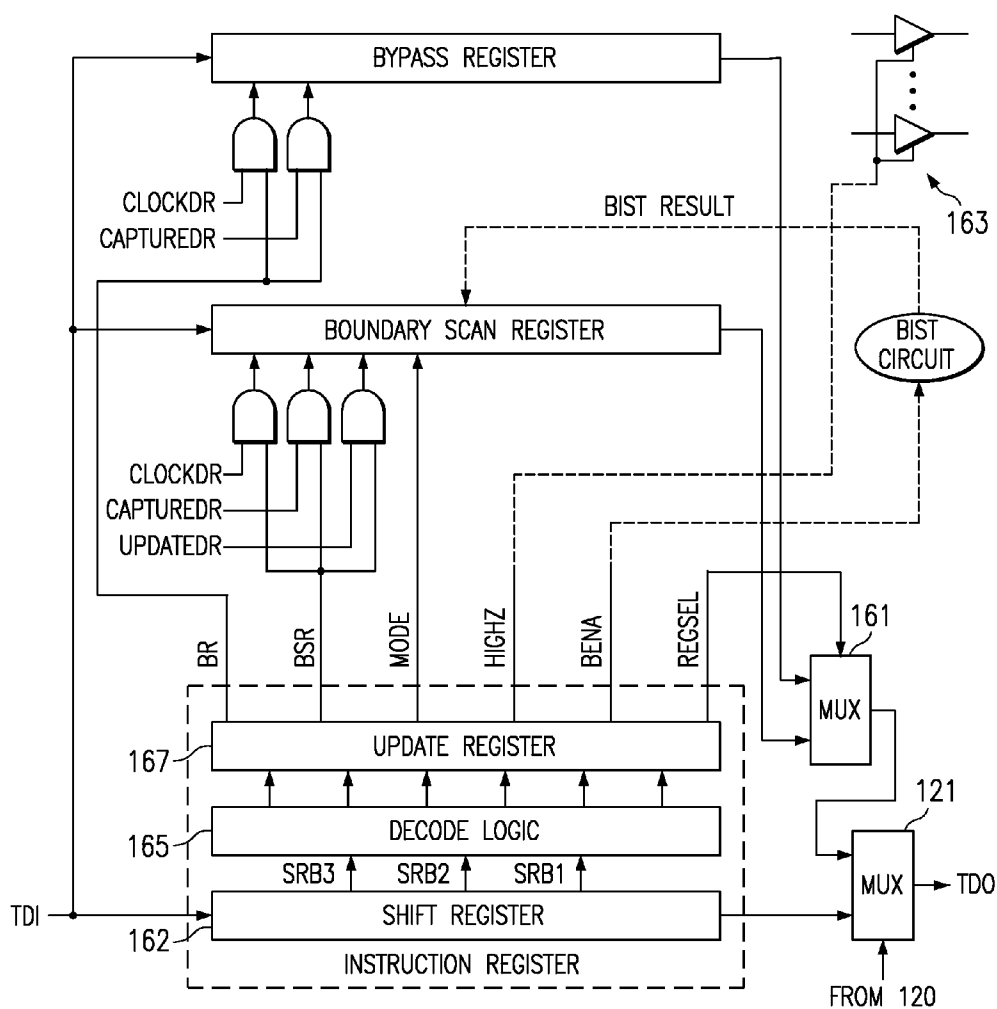 BYPASS REGISTER
CLOCKDR
CAPTUREDR
BIST RESULT
163
BOUNDARY SCAN REGISTER
BIST
CIRCUIT
CLOCKDR
CAPTUREDR
UPDATEDR
BR
BSR
MODE
HIGHZ
BENA
REGSEL
161
MUX
UPDATE REGISTER
167
121
DECODE LOGIC
165
SRB3
SRB2
SRB1
MUX
TDO
TDI
SHIFT REGISTER
162
INSTRUCTION REGISTER
FROM 120